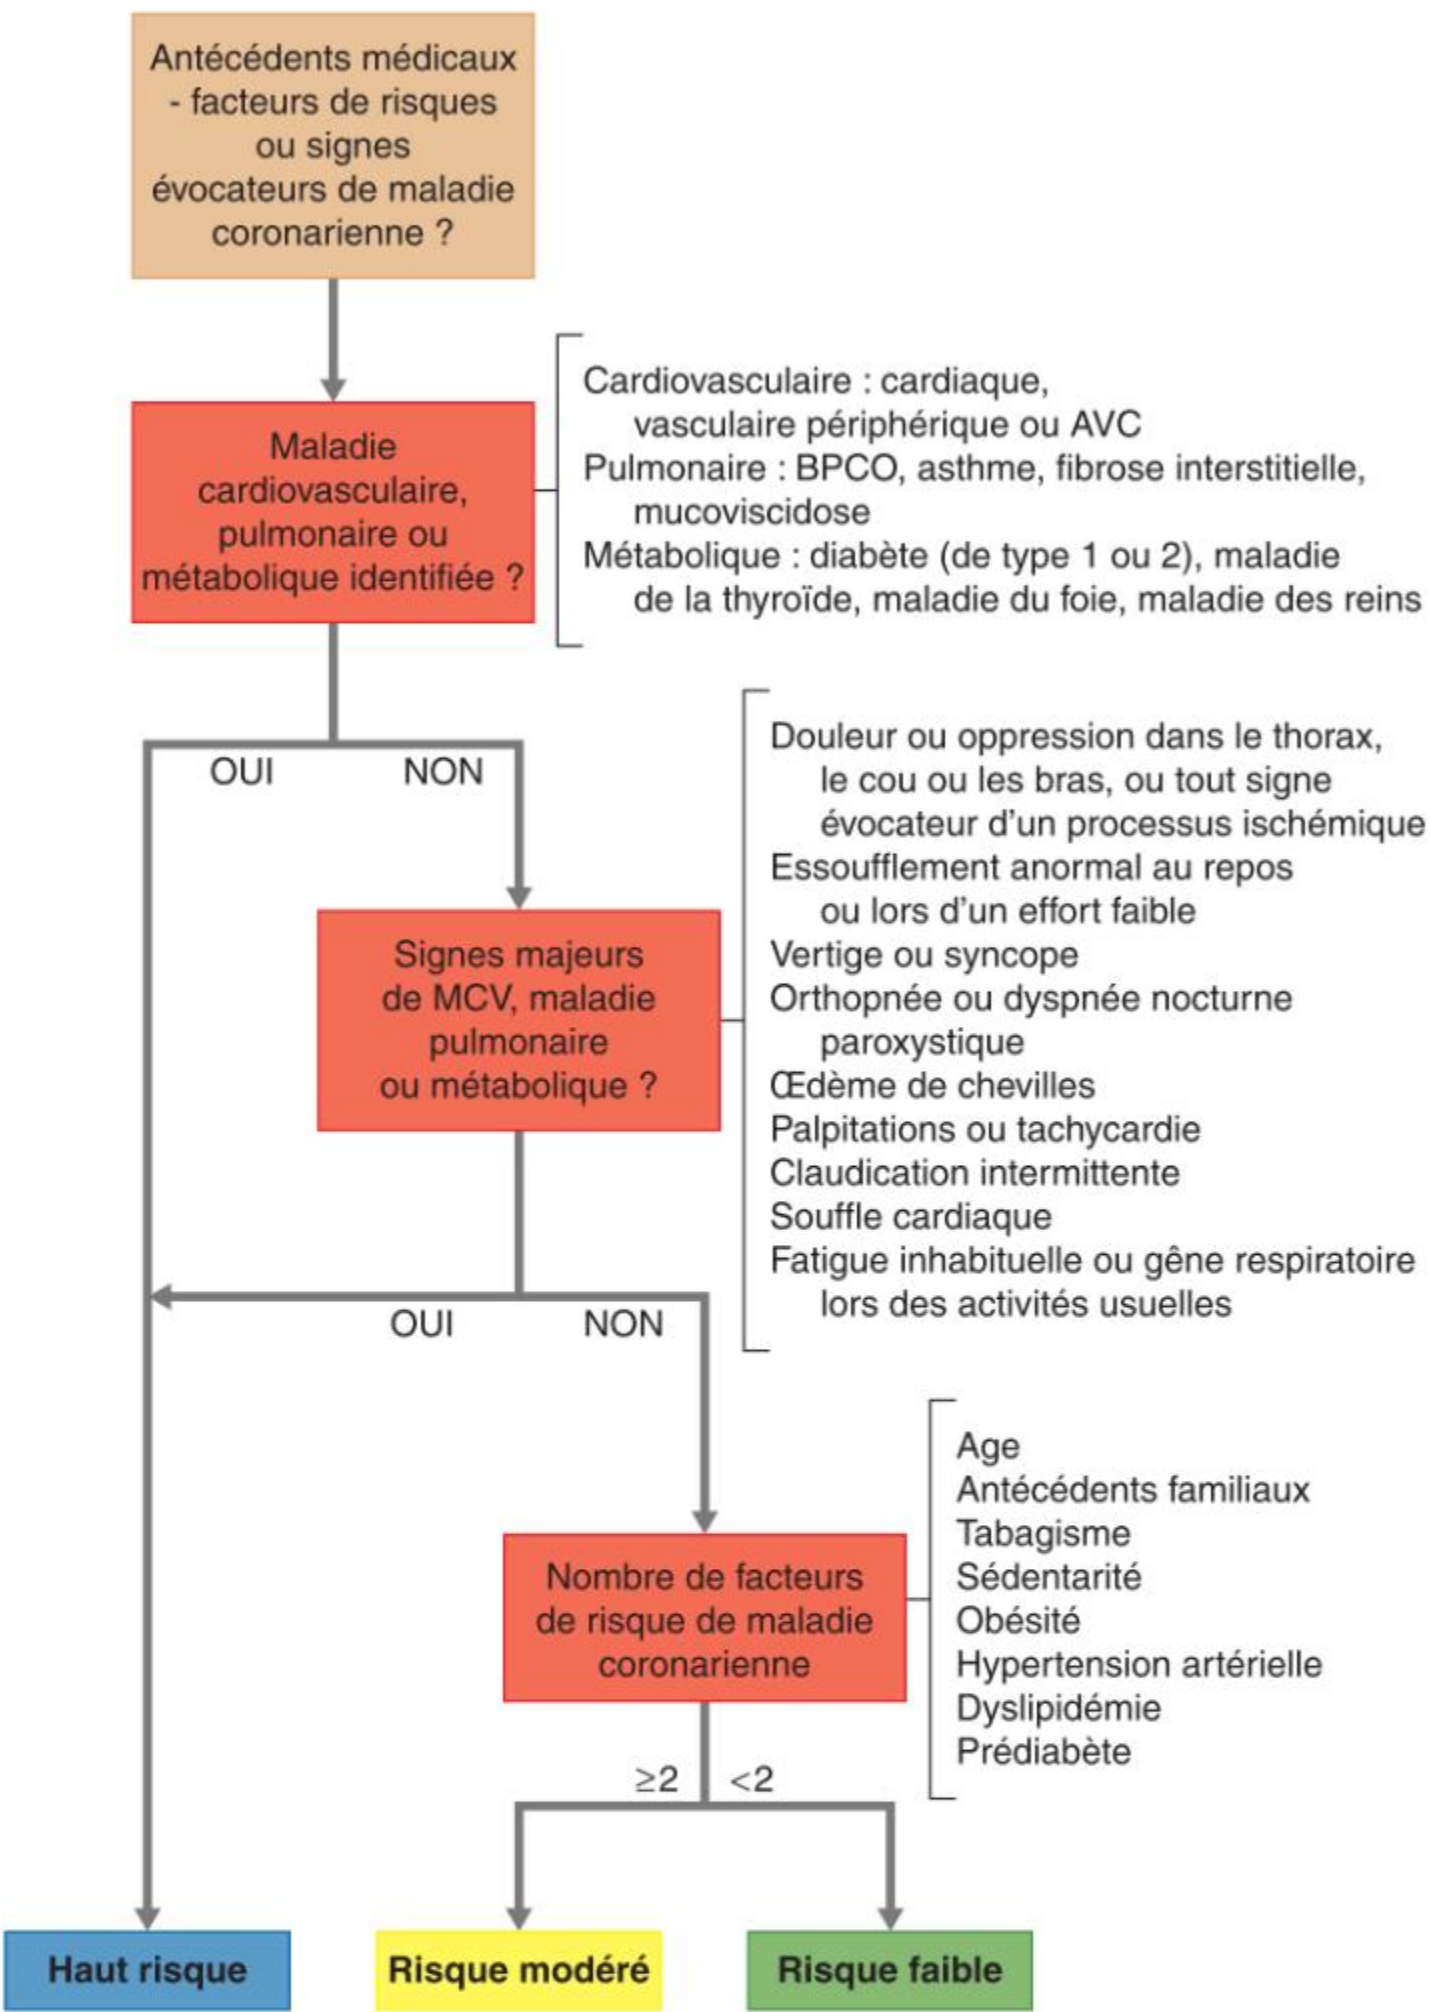 Antécédents médicaux
- facteurs de risques
ou signes
évocateurs de maladie
coronarienne ?
Maladie
cardiovasculaire,
pulmonaire ou
métabolique identifiée ?
Cardiovasculaire : cardiaque,
vasculaire périphérique ou AVC
Pulmonaire : BPCO, asthme, fibrose interstitielle,
mucoviscidose
Métabolique : diabète (de type 1 ou 2), maladie
de la thyroïde, maladie du foie, maladie des reins
OUI
NON
Signes majeurs
de MCV, maladie
pulmonaire
ou métabolique ?
Douleur ou oppression dans le thorax,
le cou ou les bras, ou tout signe
évocateur d'un processus ischémique
Essoufflement anormal au repos
ou lors d'un effort faible
Vertige ou syncope
Orthopnée ou dyspnée nocturne
paroxystique
Œdème de chevilles
Palpitations ou tachycardie
Claudication intermittente
Souffle cardiaque
Fatigue inhabituelle ou gêne respiratoire
lors des activités usuelles
OUI
NON
Nombre de facteurs
de risque de maladie
coronarienne
Age
Antécédents familiaux
Tabagisme
Sédentarité
Obésité
Hypertension artérielle
Dyslipidémie
Prédiabète
≥2
<2
Haut risque
Risque modéré
Risque faible